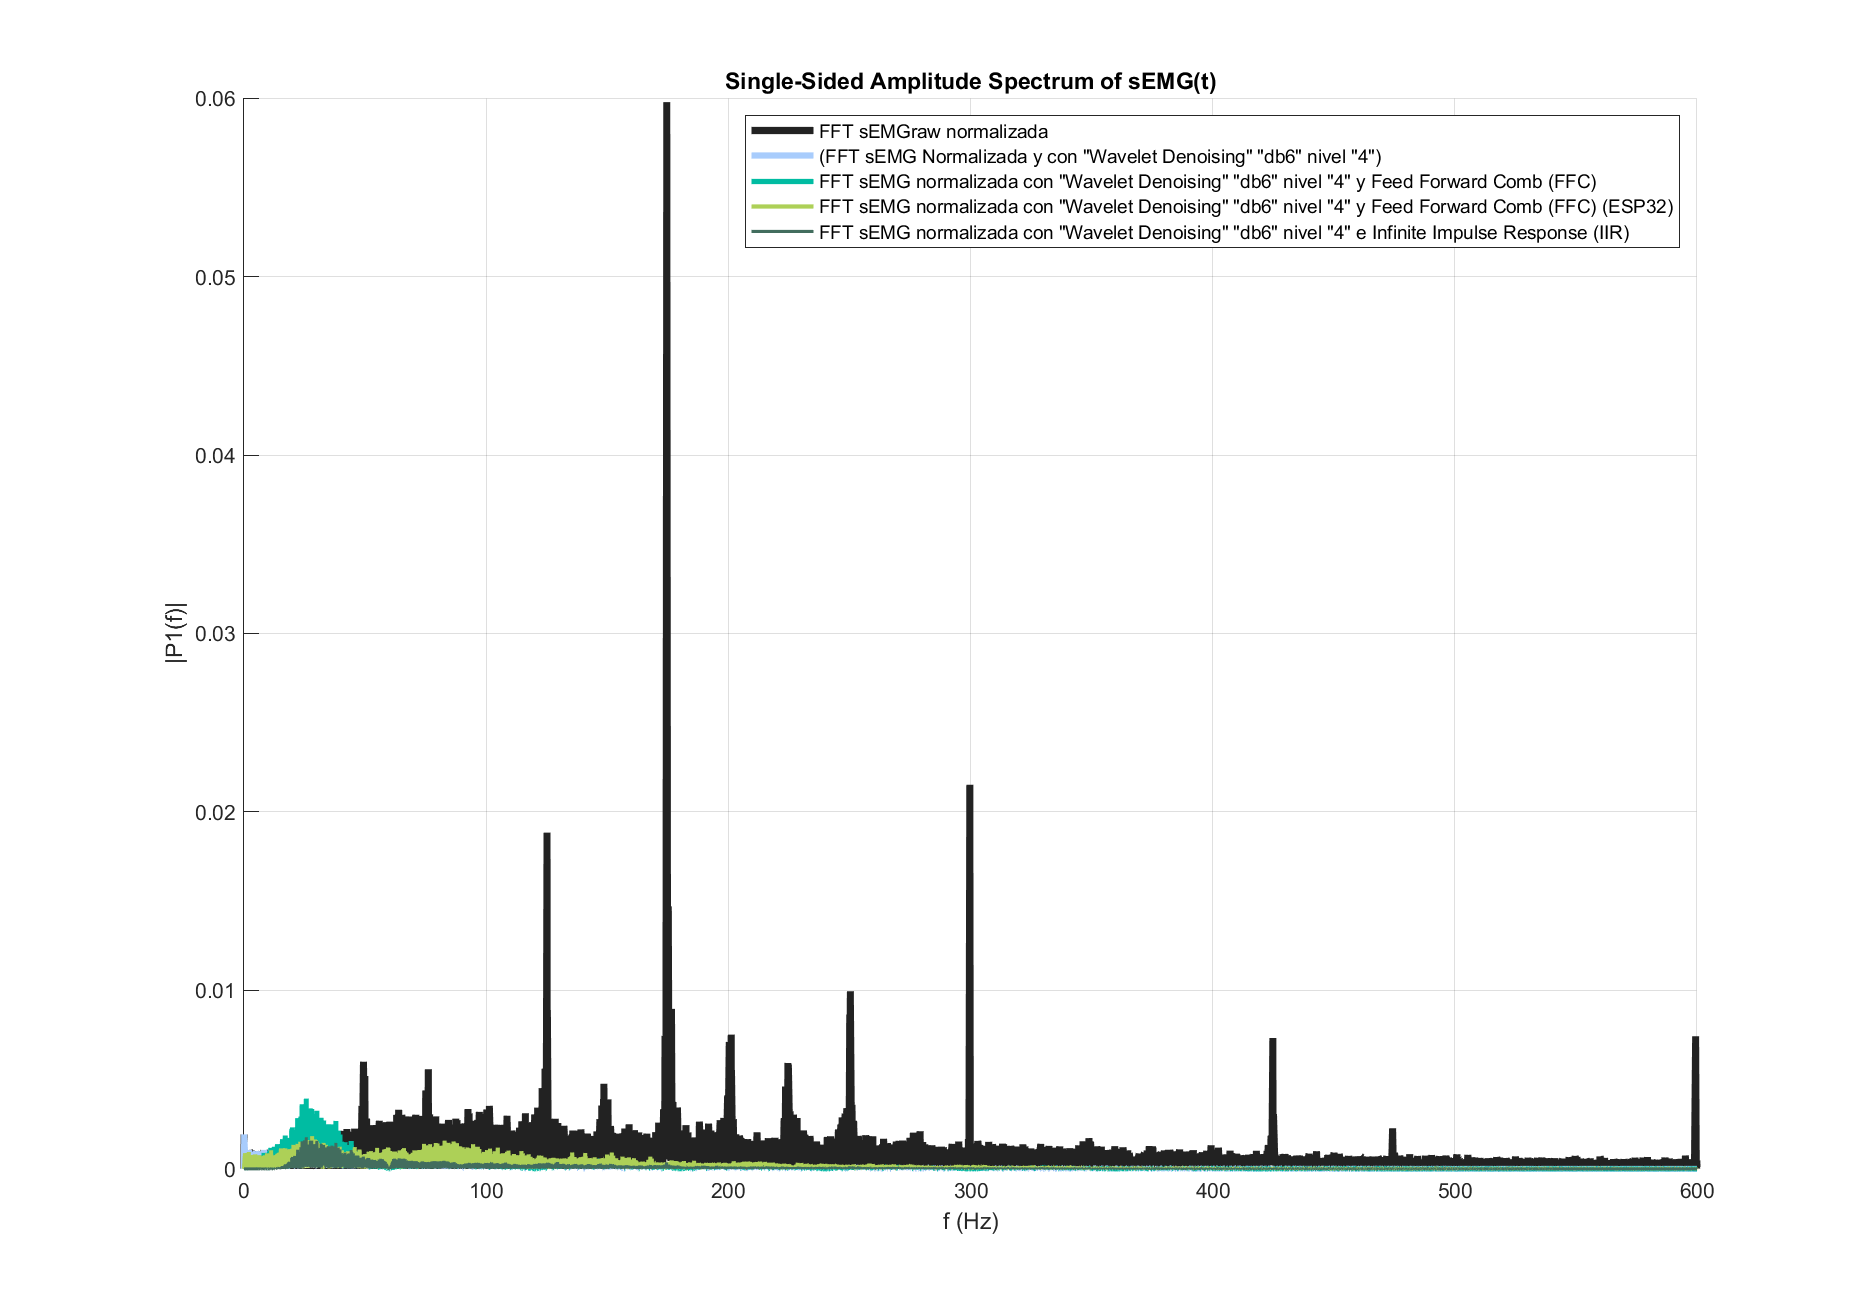 Single-Sided Amplitude Spectrum of sEMG(t)
FFT sEMGraw normalizada
(FFT sEMG Normalizada y con "Wavelet Denoising" "db6" nivel "4")
FFT sEMG normalizada con "Wavelet Denoising" "db6" nivel "4" y Feed Forward Comb (FFC)
FFT sEMG normalizada con "Wavelet Denoising" "db6" nivel "4" y Feed Forward Comb (FFC) (ESP32)
FFT sEMG normalizada con "Wavelet Denoising" "db6" nivel "4" e Infinite Impulse Response (IIR)
0.06
0.05
0.04
0.03
0.02
0.01
0
|P1(f)|
0 100 200 300 400 500 600
f (Hz)